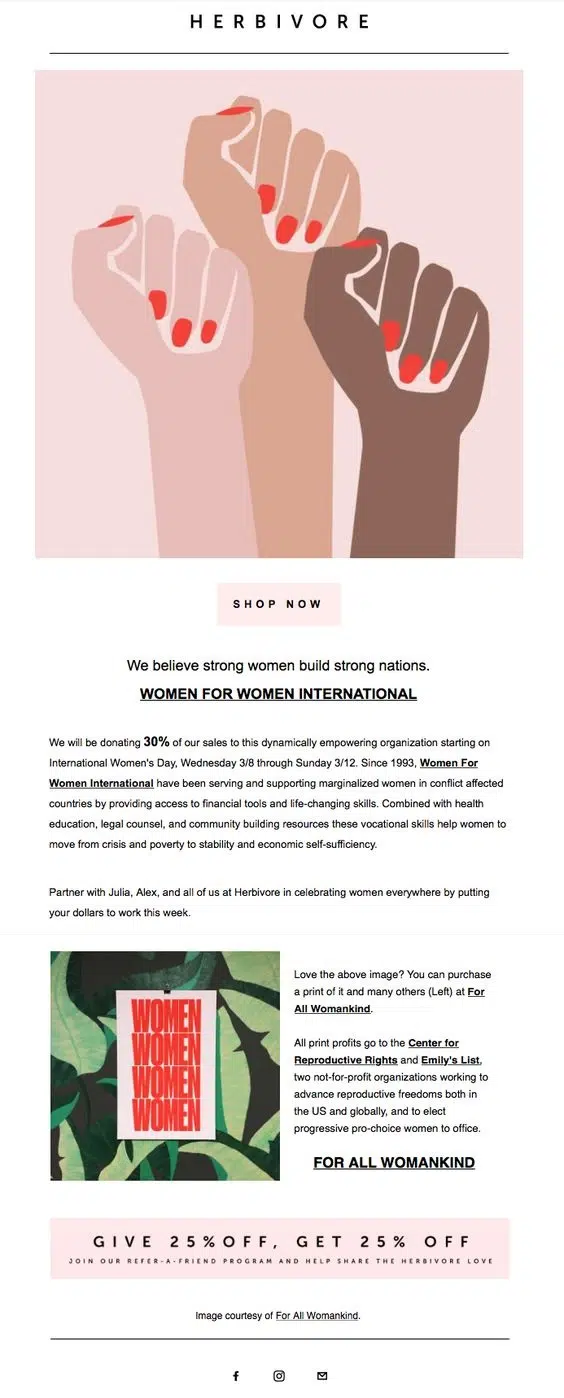 HERBIVORE
SHOP NOW
We believe strong women build strong nations.
WOMEN FOR WOMEN INTERNATIONAL
We will be donating 30% of our sales to this dynamically empowering organization starting on
International Women's Day, Wednesday 3/8 through Sunday 3/12. Since 1993, Women For
Women International have been serving and supporting marginalized women in conflict affected
countries by providing access to financial tools and life-changing skills. Combined with health
education, legal counsel, and community building resources these vocational skills help women to
move from crisis and poverty to stability and economic self-sufficiency.
Partner with Julia, Alex, and all of us at Herbivore in celebrating women everywhere by putting
your dollars to work this week.
WOMEN
WOMEN
WOMEN
WOMEN
Love the above image? You can purchase
a print of it and many others (Left) at For
All Womankind.
All print profits go to the Center for
Reproductive Rights and Emily's List,
two not-for-profit organizations working to
advance reproductive freedoms both in
the US and globally, and to elect
progressive pro-choice women to office.
FOR ALL WOMANKIND
GIVE 25%OFF, GET 25% OFF
JOIN OUR REFER-A-FRIEND PROGRAM AND HELP SHARE THE HERBIVORE LOVE
Image courtesy of For All Womankind.